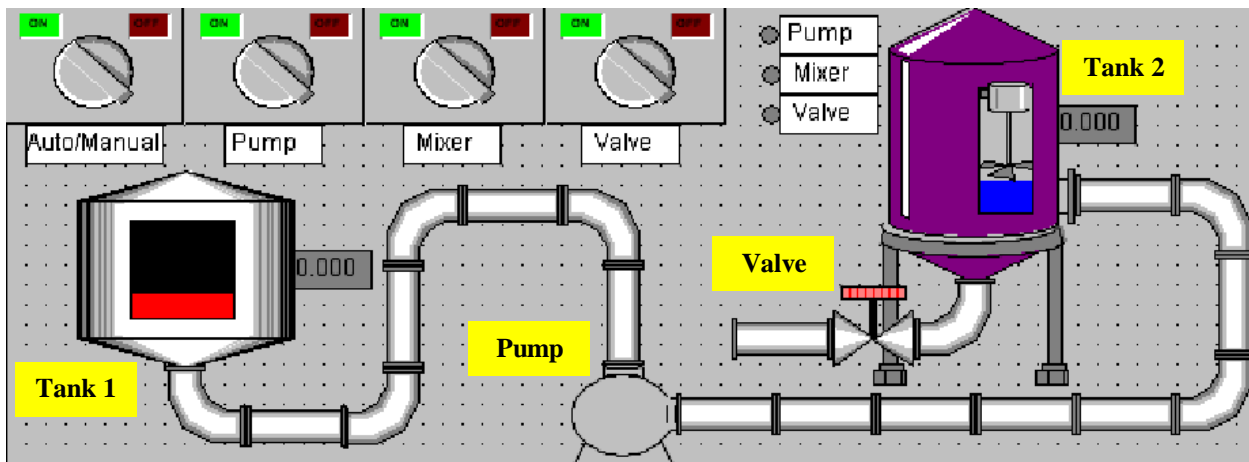 ON OFF ON OFF ON OFF ON OFF
Auto/Manual Pump Mixer Valve
Pump
Mixer
Valve
Tank 2
0.000
0.000
Valve
Pump
Tank 1